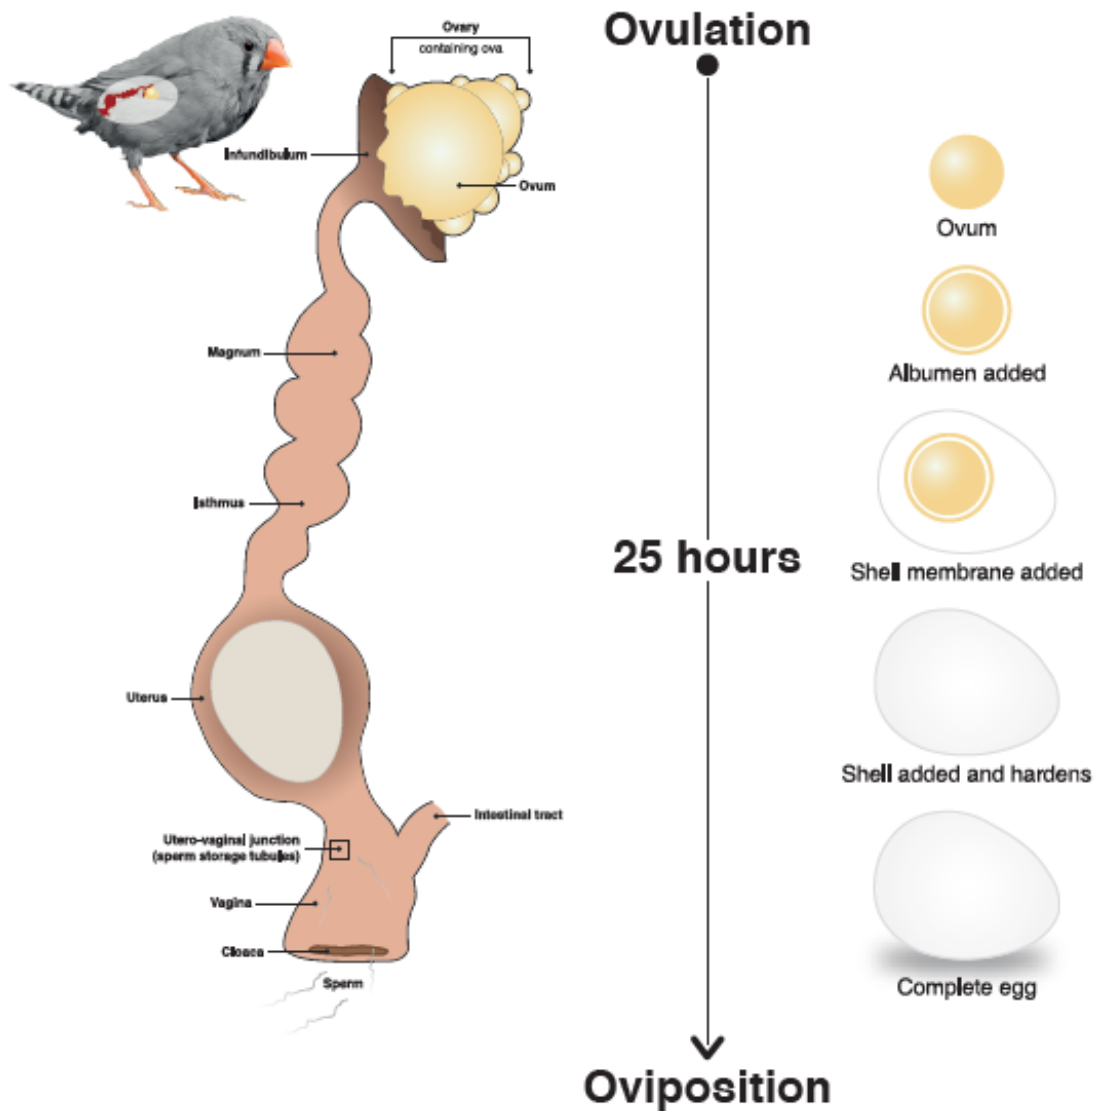 Ovary
containing ova
Infundibulum
Ovum
Magnum
Isthmus
Uterus
Intestinal tract
Utero-vaginal junction
(sperm storage tubules)
Vagina
Cloaca
Sperm
Ovulation
25 hours
Oviposition
Ovum
Albumen added
Shell membrane added
Shell added and hardens
Complete egg